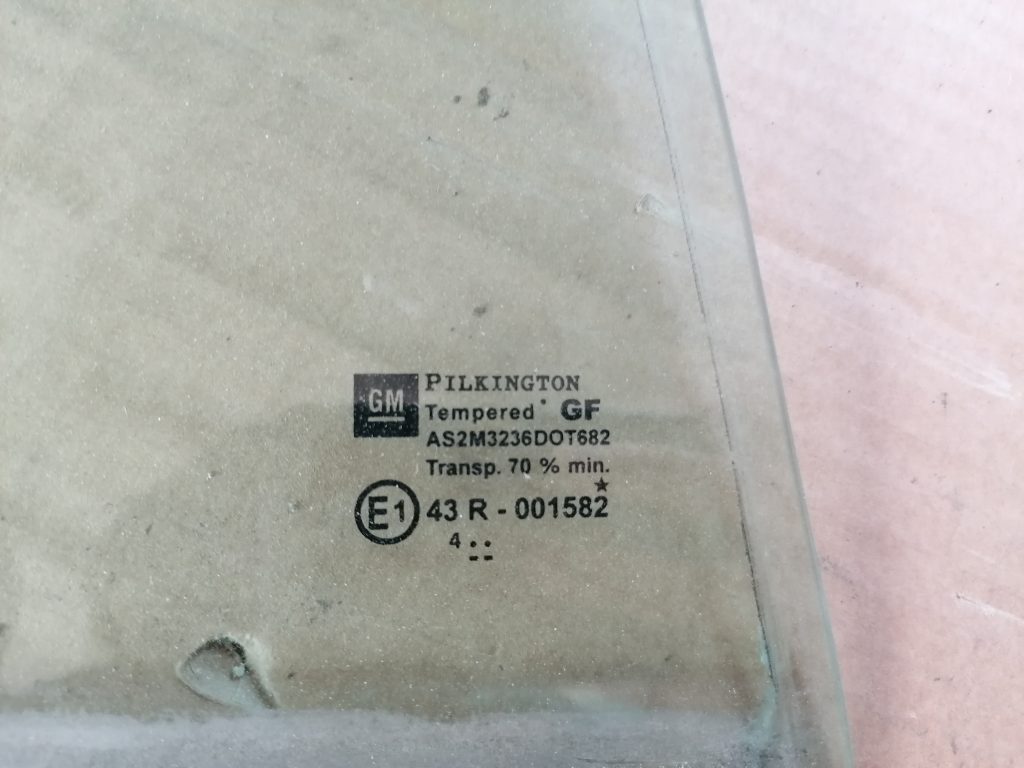 GM
PILKINGTON
Tempered GF
AS2M3236DOT682
Transp. 70 % min.
E1 43 R - 001582
4